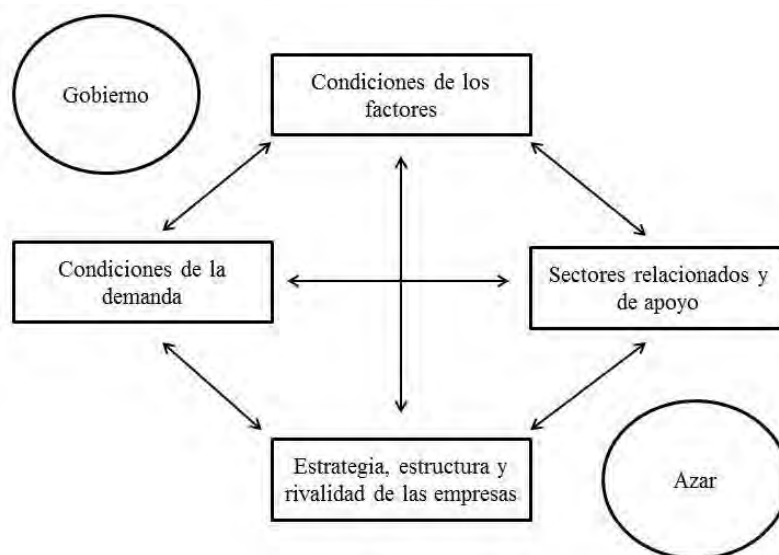 Gobierno
Condiciones de los
factores
Condiciones de la
demanda
Sectores relacionados y
de apoyo
Estrategia, estructura y
rivalidad de las empresas
Azar